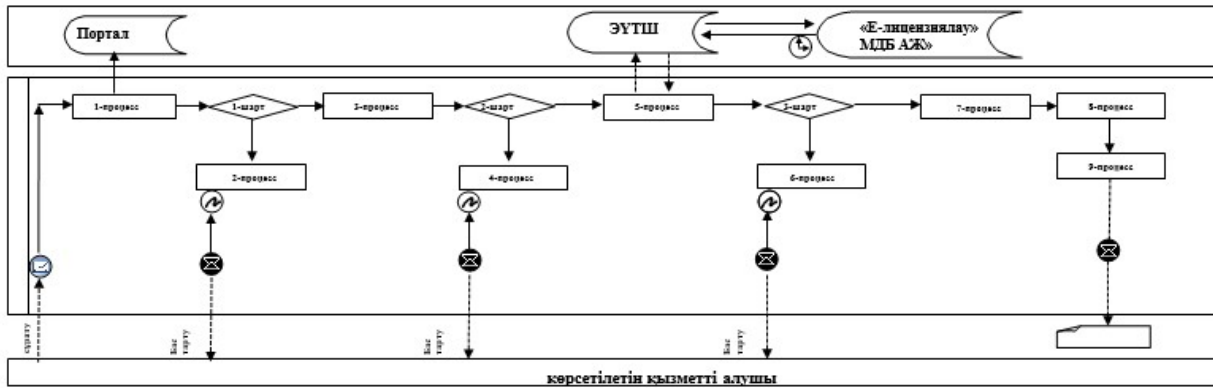 Портал
ЭҮТШ
«Е-лицензиялау»
МДБ АЖ»
1-процесс
1-шарт
3-процесс
2-шарт
5-процесс
3-шарт
7-процесс
8-процесс
2-процесс
4-процесс
6-процесс
9-процесс
сұрату
Бас
тарту
Бас
тарту
Бас
тарту
көрсетілетін қызметті алушы